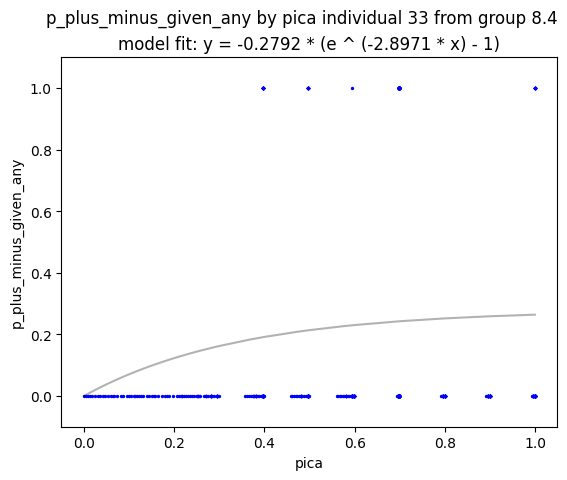 p_plus_minus_given_any by pica individual 33 from group 8.4
model fit: y = -0.2792 * (e ^ (-2.8971 * x) - 1)
1.0
0.8
0.6
0.4
0.2
0.0
p_plus_minus_given_any
0.0 0.2 0.4 0.6 0.8 1.0
pica